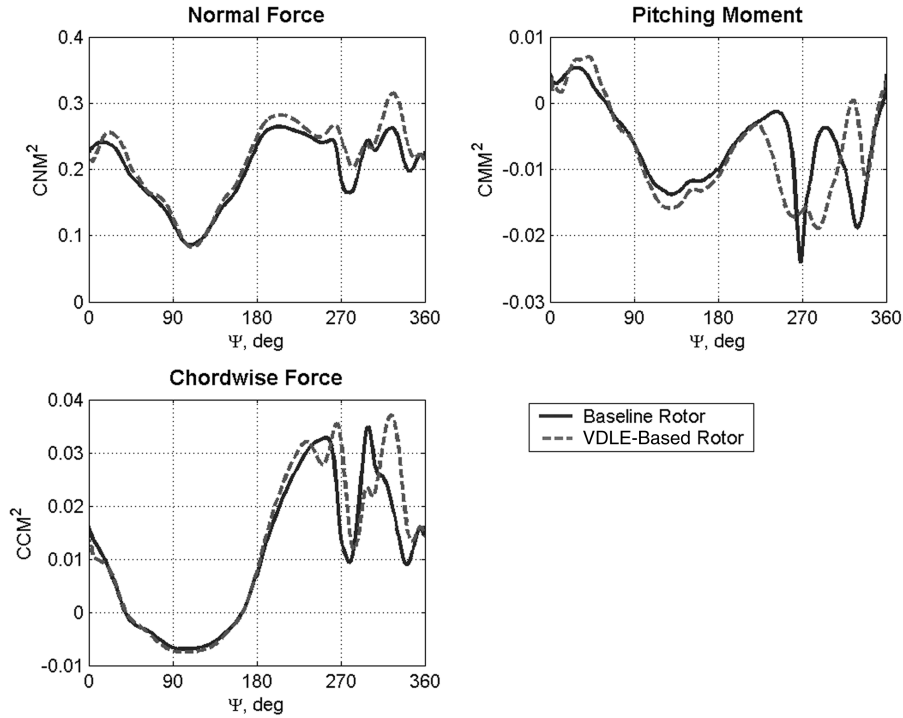 Normal Force
CNM²
0.4
0.3
0.2
0.1
0
0 90 180 270 360
Ψ, deg
Pitching Moment
CMM²
0.01
0
-0.01
-0.02
-0.03
0 90 180 270 360
Ψ, deg
Chordwise Force
CCM²
0.04
0.03
0.02
0.01
0
-0.01
0 90 180 270 360
Ψ, deg
Baseline Rotor
VDLE-Based Rotor